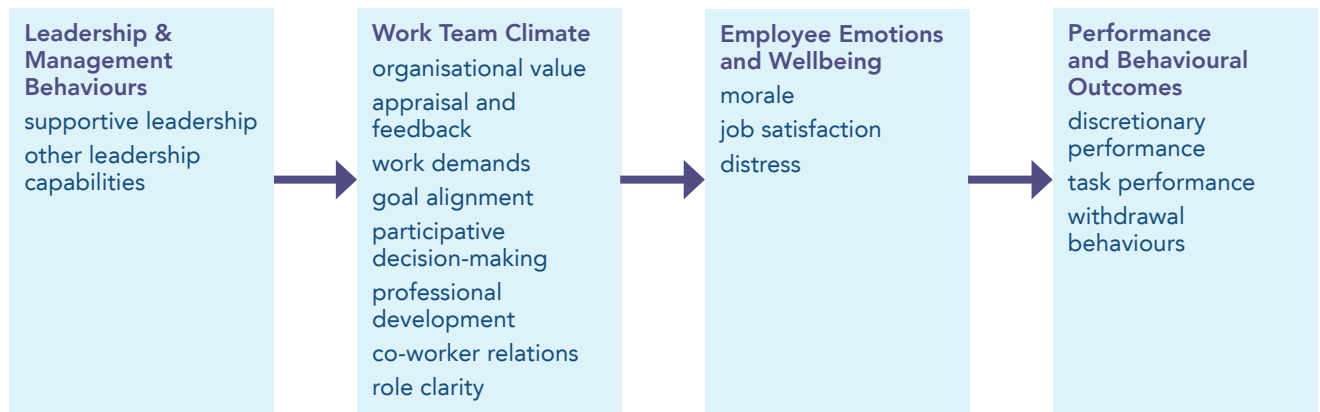 Leadership &
Management
Behaviours
supportive leadership
other leadership
capabilities
Work Team Climate
organisational value
appraisal and
feedback
work demands
goal alignment
participative
decision-making
professional
development
co-worker relations
role clarity
Employee Emotions
and Wellbeing
morale
job satisfaction
distress
Performance
and Behavioural
Outcomes
discretionary
performance
task performance
withdrawal
behaviours